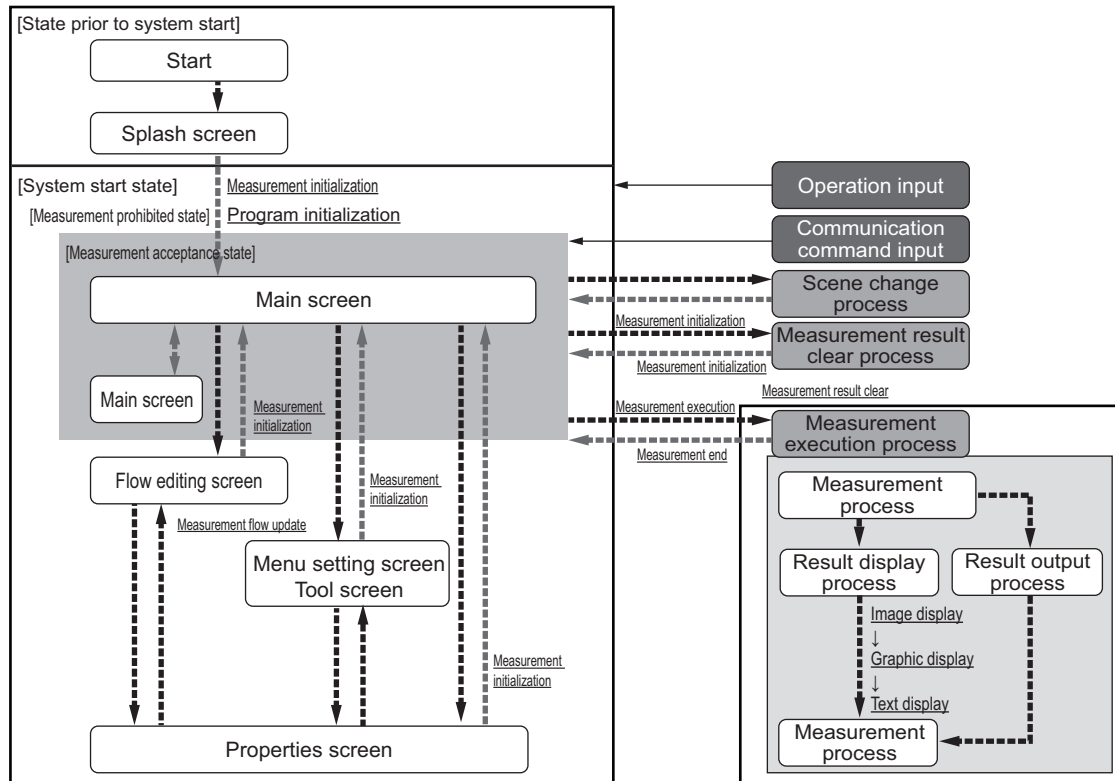 [State prior to system start]
Start
Splash screen
[System start state]
Measurement initialization
[Measurement prohibited state]
Program initialization
[Measurement acceptance state]
Main screen
Main screen
Measurement
initialization
Flow editing screen
Measurement flow update
Measurement
initialization
Menu setting screen
Tool screen
Measurement
initialization
Properties screen
Operation input
Communication
command input
Scene change
process
Measurement initialization
Measurement result
clear process
Measurement initialization
Measurement result clear
Measurement execution
Measurement
execution process
Measurement end
Measurement
process
Result display
process
Result output
process
Image display
↓
Graphic display
↓
Text display
Measurement
process